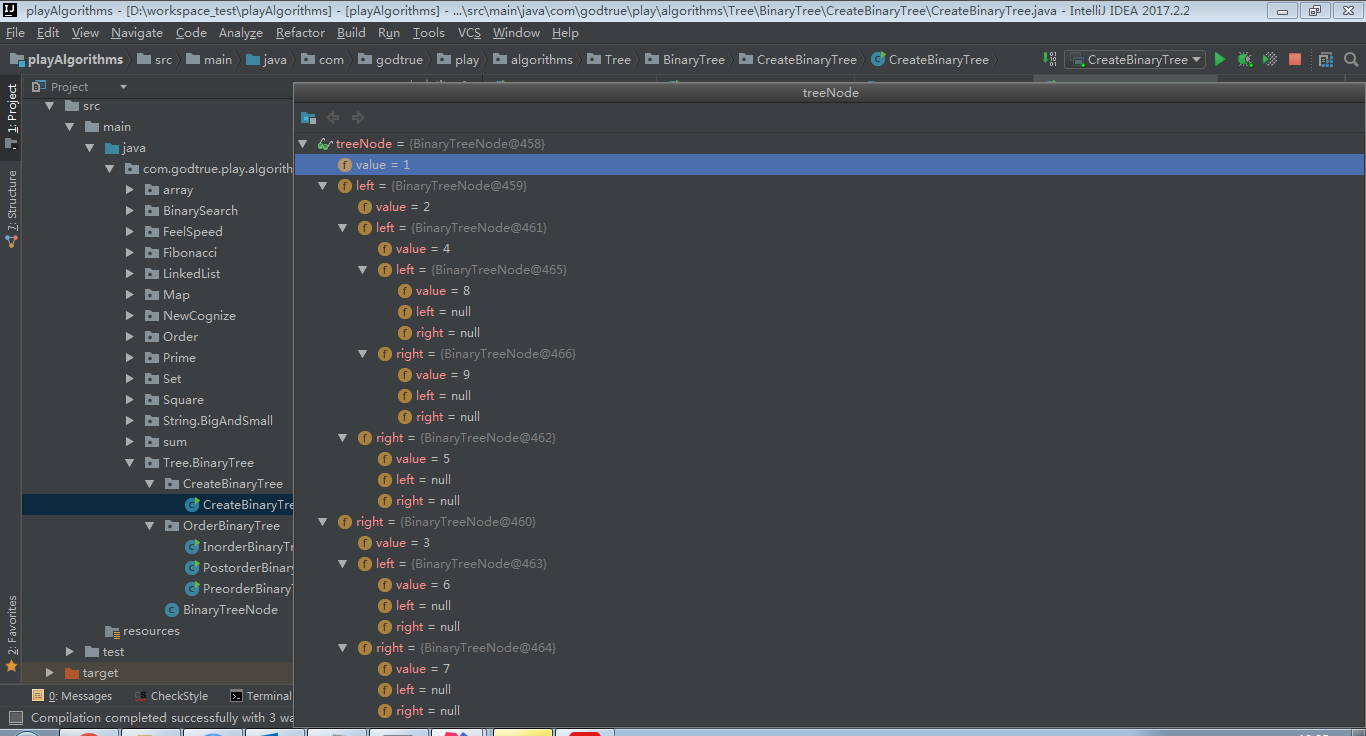 playAlgorithms - [D:\workspace_test\playAlgorithms] - [playAlgorithms] - ...\src\main\java\com\godtrue\play\algorithms\Tree\BinaryTree\CreateBinaryTree\CreateBinaryTree.java - IntelliJ IDEA 2017.2.2
File Edit View Navigate Code Analyze Refactor Build Run Tools VCS Window Help
playAlgorithms src main java com godtrue play algorithms Tree BinaryTree CreateBinaryTree CreateBinaryTree CreateBinaryTree
1: Project
7: Structure
2: Favorites
Project
src
main
java
com.godtrue.play.algorith
array
BinarySearch
FeelSpeed
Fibonacci
LinkedList
Map
NewCognize
Order
Prime
Set
Square
String.BigAndSmall
sum
Tree.BinaryTree
CreateBinaryTree
CreateBinaryTre
OrderBinaryTree
InorderBinaryTr
PostorderBinary
PreorderBinaryT
BinaryTreeNode
resources
test
target
treeNode
treeNode = {BinaryTreeNode@458}
value = 1
left = {BinaryTreeNode@459}
value = 2
left = {BinaryTreeNode@461}
value = 4
left = {BinaryTreeNode@465}
value = 8
left = null
right = null
right = {BinaryTreeNode@466}
value = 9
left = null
right = null
right = {BinaryTreeNode@462}
value = 5
left = null
right = null
right = {BinaryTreeNode@460}
value = 3
left = {BinaryTreeNode@463}
value = 6
left = null
right = null
right = {BinaryTreeNode@464}
value = 7
left = null
right = null
0: Messages CheckStyle Terminal
Compilation completed successfully with 3 wa